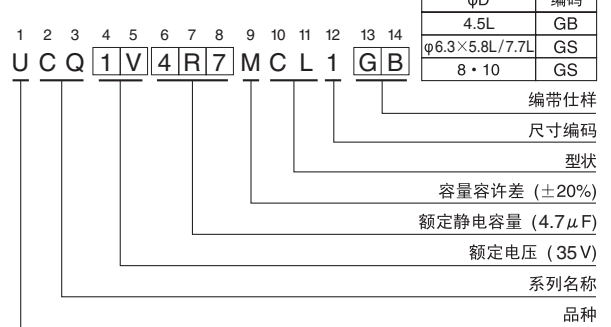 φD 编码
4.5L GB
φ6.3×5.8L/7.7L GS
8・10 GS
1 2 3 4 5 6 7 8 9 10 11 12 13 14
U C Q 1 V 4 R 7 M C L 1 G B
编带仕样
尺寸编码
型状
容量容许差 (±20%)
额定静电容量 (4.7μF)
额定电压 (35V)
系列名称
品种